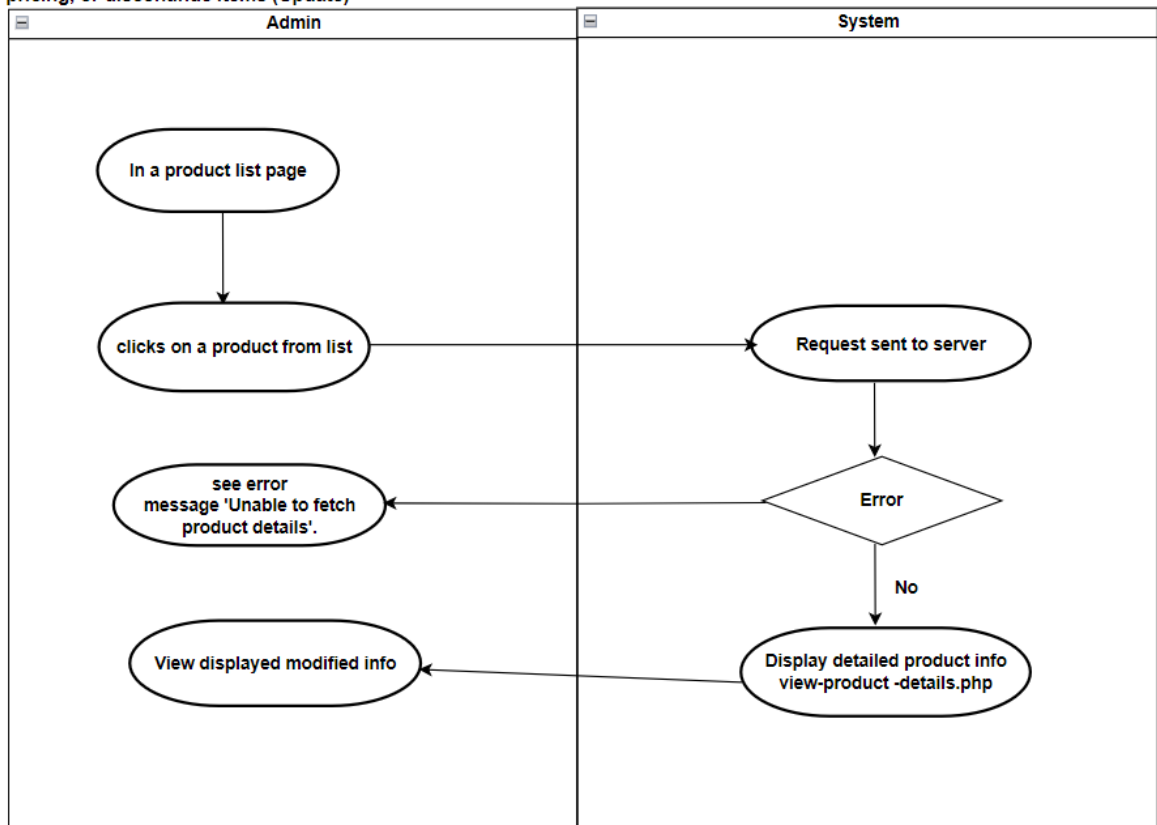 Admin
System
In a product list page
clicks on a product from list
Request sent to server
see error
message 'Unable to fetch
product details'.
Error
No
View displayed modified info
Display detailed product info
view-product -details.php